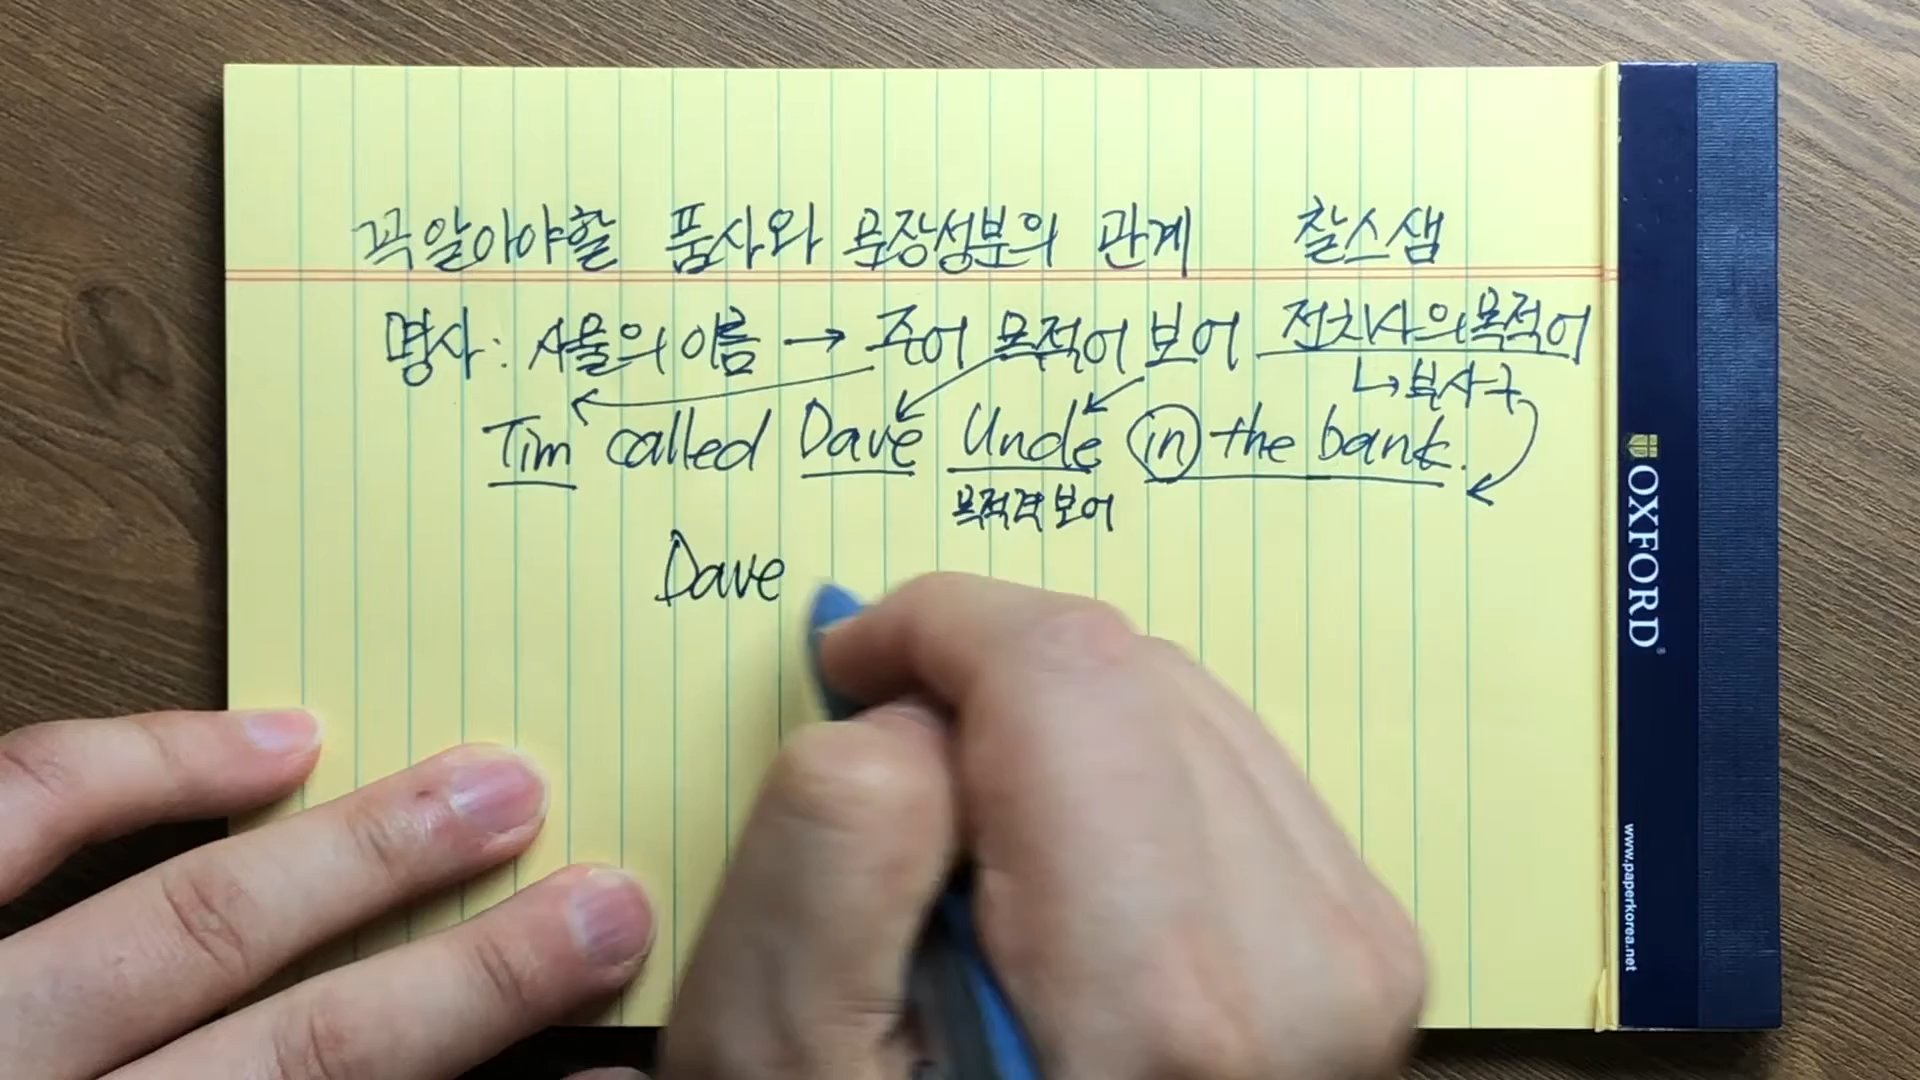 꼭알아야할 품사와 문장성분의 관계 찰스샘
명사: 사물의 이름 → 주어 목적어 보어 전치사의목적어
↳ 부사구
Tim called Dave Uncle in the bank.
목적격 보어
Dave
OXFORD
www.paperkorea.net